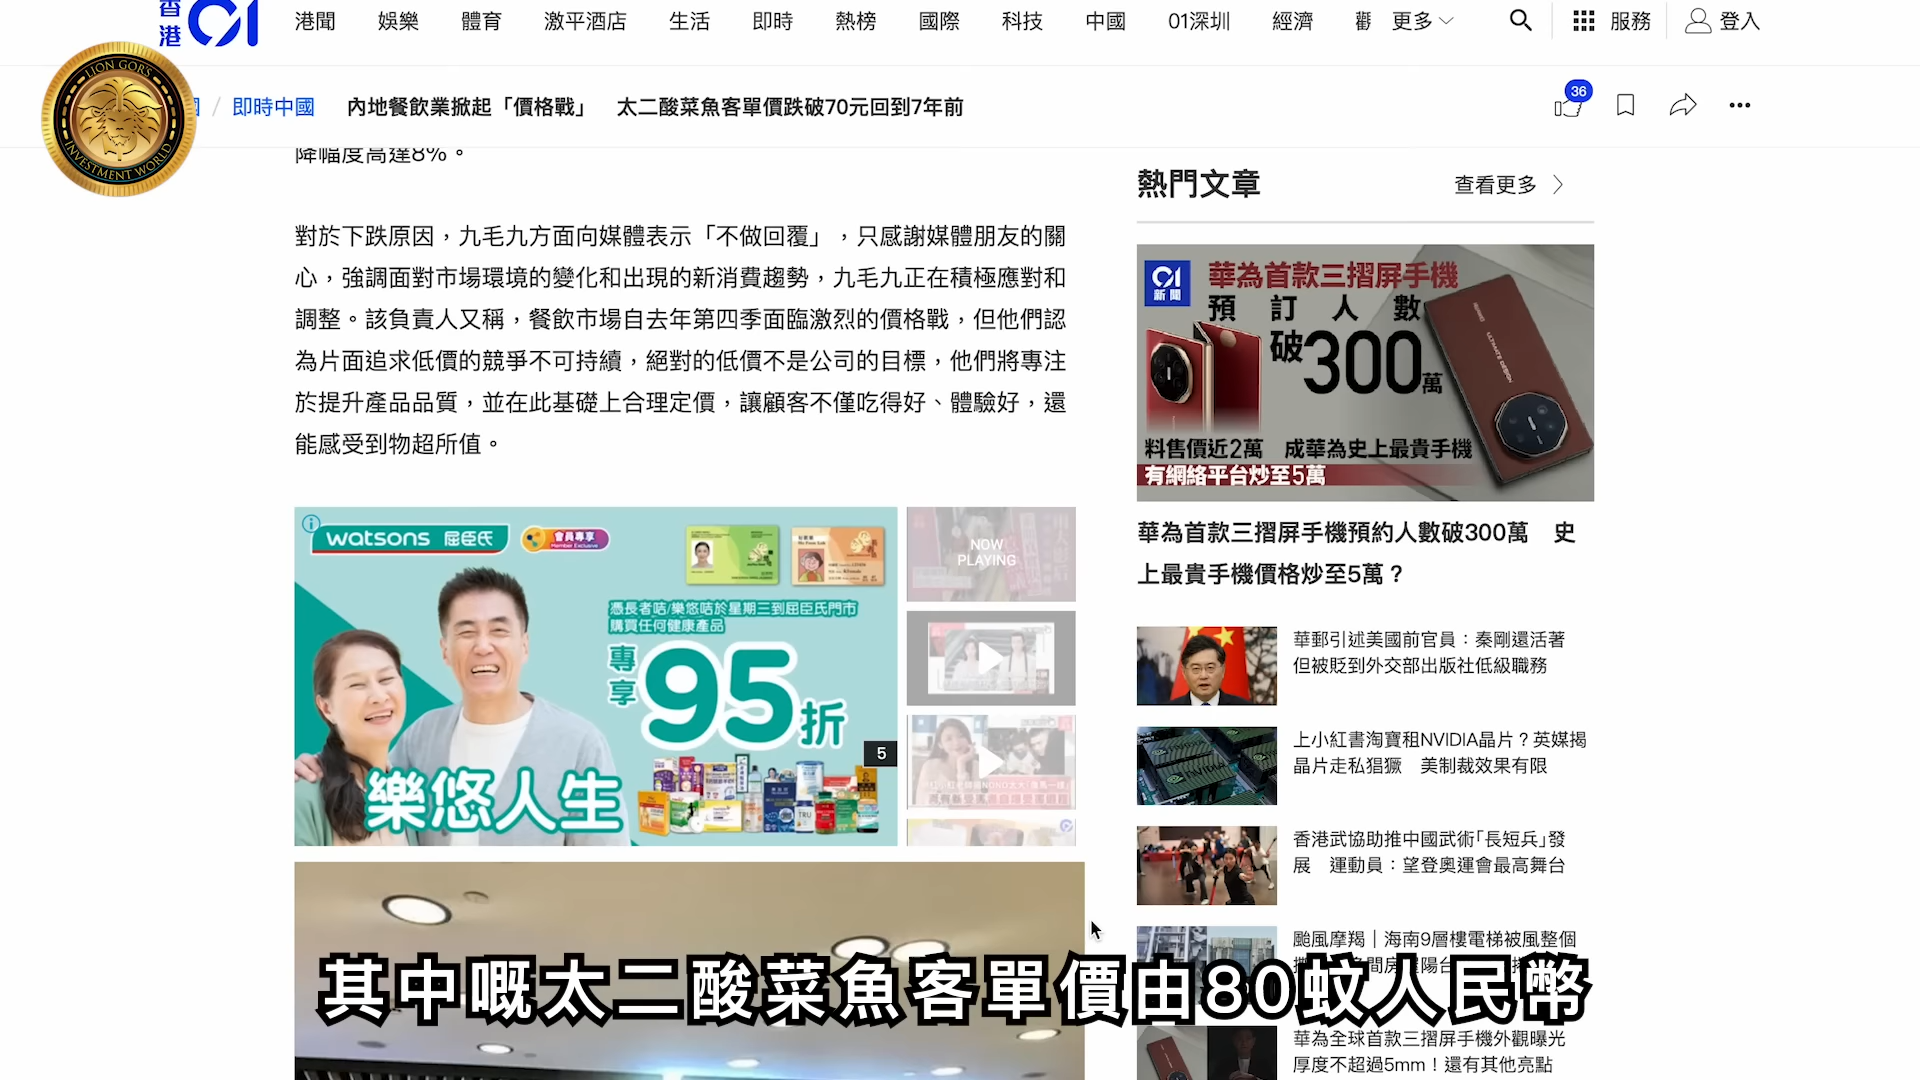 香港 01
港聞 娛樂 體育 激平酒店 生活 即時 熱榜 國際 科技 中國 01深圳 經濟 更多
服務 登入
LION GOR'S
INVESTMENT WORLD
/ 即時中國 內地餐飲業掀起「價格戰」 太二酸菜魚客單價跌破70元回到7年前
36
降幅度高達8%。
對於下跌原因，九毛九方面向媒體表示「不做回覆」，只感謝媒體朋友的關
心，強調面對市場環境的變化和出現的新消費趨勢，九毛九正在積極應對和
調整。該負責人又稱，餐飲市場自去年第四季面臨激烈的價格戰，但他們認
為片面追求低價的競爭不可持續，絕對的低價不是公司的目標，他們將專注
於提升產品品質，並在此基礎上合理定價，讓顧客不僅吃得好、體驗好，還
能感受到物超所值。
watsons 屈臣氏
會員專享
Member Exclusive
憑長者咭/樂悠咭於星期三到屈臣氏門市
購買任何健康產品
專享 95折
樂悠人生
5
NOW
PLAYING
熱門文章 查看更多
01
新聞
華為首款三摺屏手機
預訂人數
破300萬
料售價近2萬 成華為史上最貴手機
有網絡平台炒至5萬
ULTIMATE DESIGN
華為首款三摺屏手機預約人數破300萬 史
上最貴手機價格炒至5萬？
華郵引述美國前官員：秦剛還活著
但被貶到外交部出版社低級職務
上小紅書淘寶租NVIDIA晶片？英媒揭
晶片走私猖獗 美制裁效果有限
香港武協助推中國武術｢長短兵｣發
展 運動員：望登奧運會最高舞台
颱風摩羯｜海南9層樓電梯被風整個
華為全球首款三摺屏手機外觀曝光
厚度不超過5mm！還有其他亮點
其中嘅太二酸菜魚客單價由80蚊人民幣